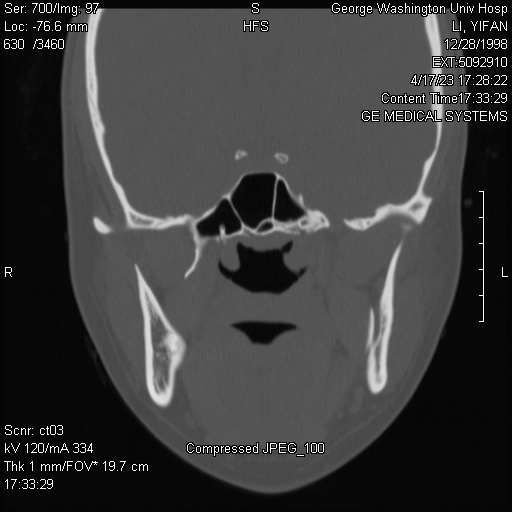 Ser: 700/Img: 97
Loc: -76.6 mm
630 /3460
S
HFS
George Washington Univ Hosp
LI, YIFAN
12/28/1998
EXT:5092910
4/17/23 17:28:22
Content Time17:33:29
GE MEDICAL SYSTEMS
R
L
Scnr: ct03
kV 120/mA 334
Thk 1 mm/FOV* 19.7 cm
17:33:29
Compressed JPEG_100